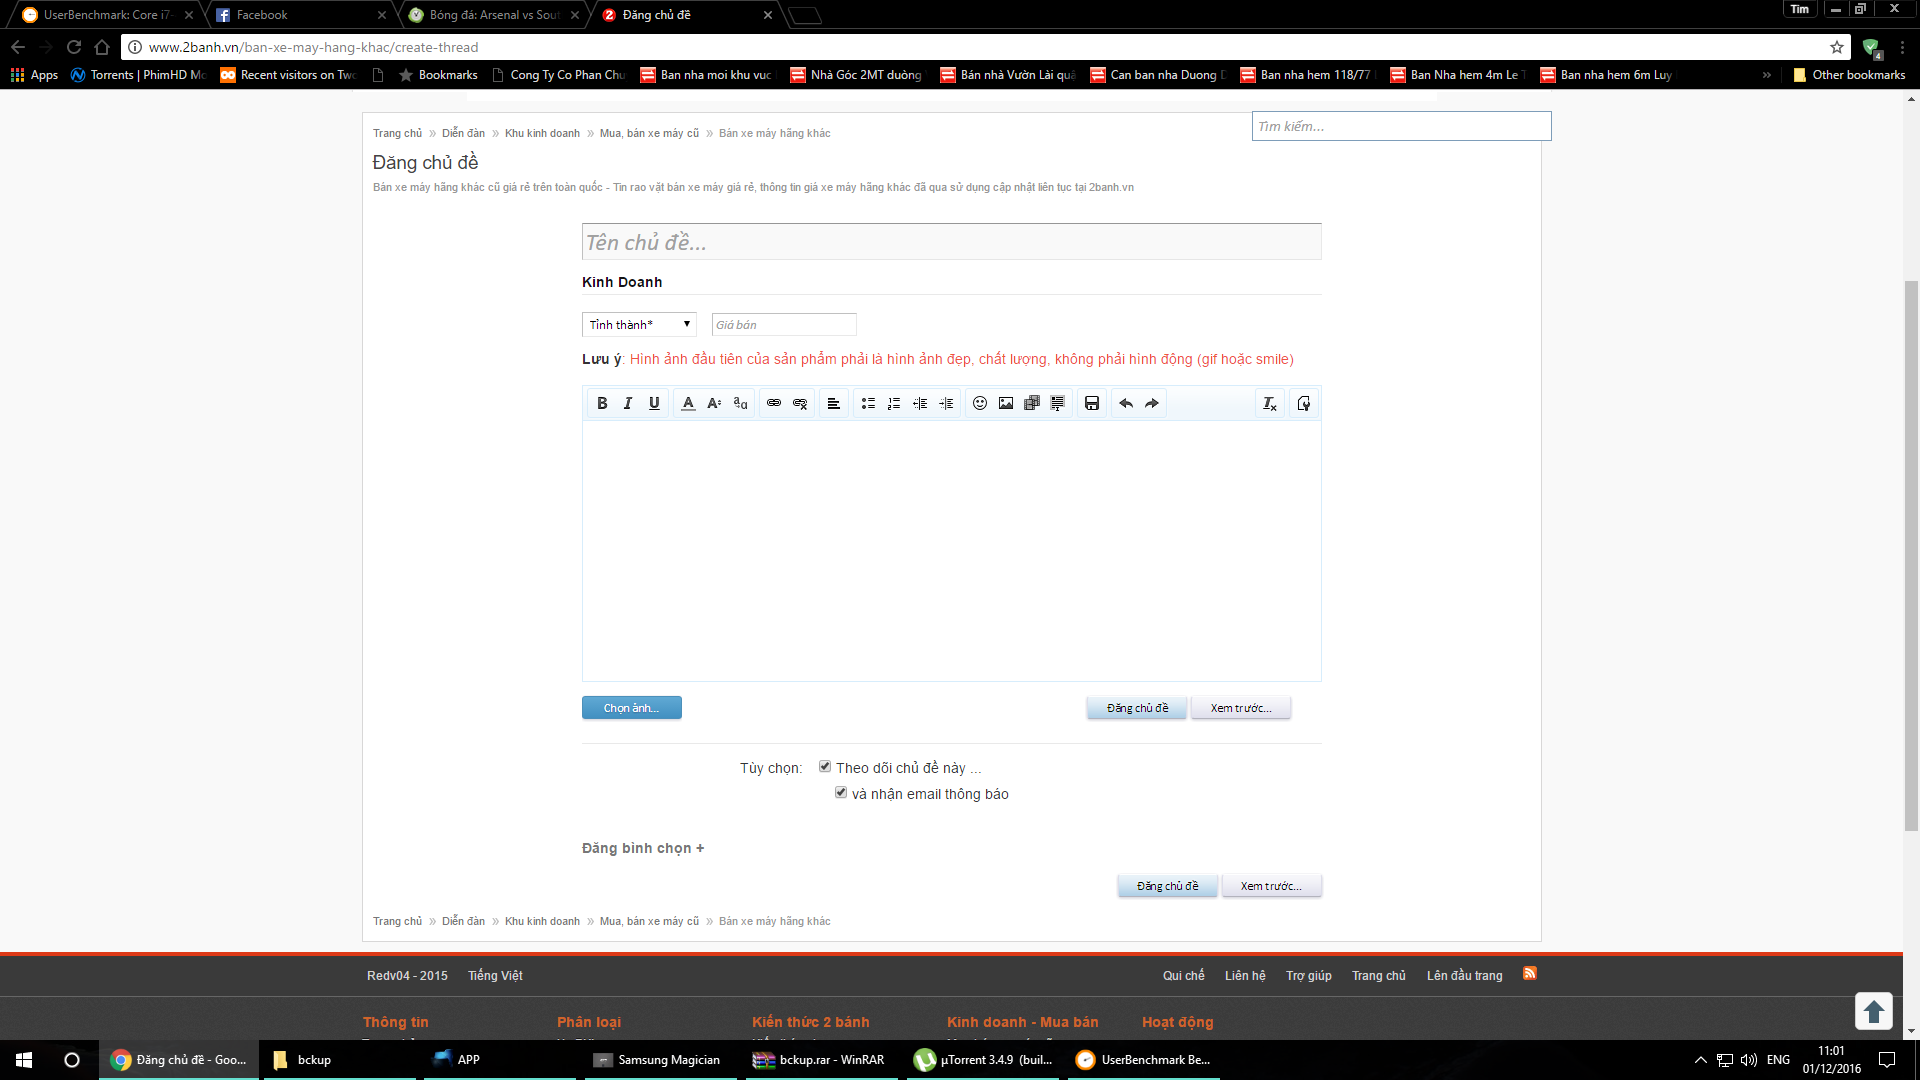 UserBenchmark: Core i7-
Facebook
Bóng đá: Arsenal vs Sout
Đăng chủ đề
Tim
www.2banh.vn/ban-xe-may-hang-khac/create-thread
4
Apps
Torrents | PhimHD Mo
Recent visitors on Two
Bookmarks
Cong Ty Co Phan Chu
Ban nha moi khu vuc
Nhà Góc 2MT đường
Bán nhà Vườn Lài quậ
Can ban nha Duong D
Ban nha hem 118/77
Ban Nha hem 4m Le T
Ban nha hem 6m Luy
»
Other bookmarks
Trang chủ » Diễn đàn » Khu kinh doanh » Mua, bán xe máy cũ » Bán xe máy hãng khác
Tìm kiếm...
Đăng chủ đề
Bán xe máy hãng khác cũ giá rẻ trên toàn quốc - Tin rao vặt bán xe máy giá rẻ, thông tin giá xe máy hãng khác đã qua sử dụng cập nhật liên tục tại 2banh.vn
Tên chủ đề...
Kinh Doanh
Tỉnh thành*
Giá bán
Lưu ý: Hình ảnh đầu tiên của sản phẩm phải là hình ảnh đẹp, chất lượng, không phải hình động (gif hoặc smile)
Chọn ảnh...
Đăng chủ đề
Xem trước...
Tùy chọn:
Theo dõi chủ đề này ...
và nhận email thông báo
Đăng bình chọn +
Đăng chủ đề
Xem trước...
Trang chủ » Diễn đàn » Khu kinh doanh » Mua, bán xe máy cũ » Bán xe máy hãng khác
Redv04 - 2015
Tiếng Việt
Qui chế
Liên hệ
Trợ giúp
Trang chủ
Lên đầu trang
Thông tin
Phân loại
Kiến thức 2 bánh
Kinh doanh - Mua bán
Hoạt động
Đăng chủ đề - Goo...
bckup
APP
Samsung Magician
bckup.rar - WinRAR
µTorrent 3.4.9 (buil...
UserBenchmark Be...
ENG
11:01
01/12/2016